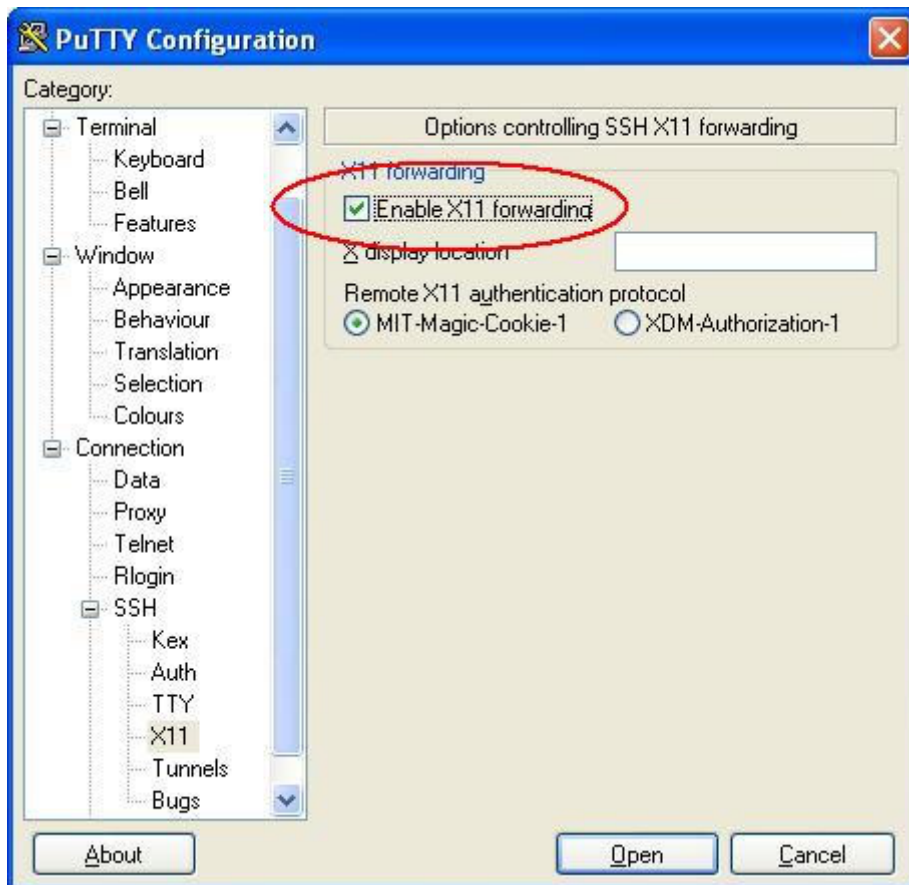 PuTTY Configuration
Category:
Terminal
Keyboard
Bell
Features
Window
Appearance
Behaviour
Translation
Selection
Colours
Connection
Data
Proxy
Telnet
Rlogin
SSH
Kex
Auth
TTY
X11
Tunnels
Bugs
Options controlling SSH X11 forwarding
X11 forwarding
Enable X11 forwarding
X display location
Remote X11 authentication protocol
MIT-Magic-Cookie-1 XDM-Authorization-1
About Open Cancel